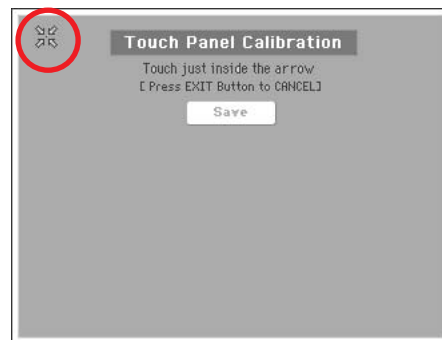 Touch Panel Calibration
Touch just inside the arrow
[ Press EXIT Button to CANCEL]
Save